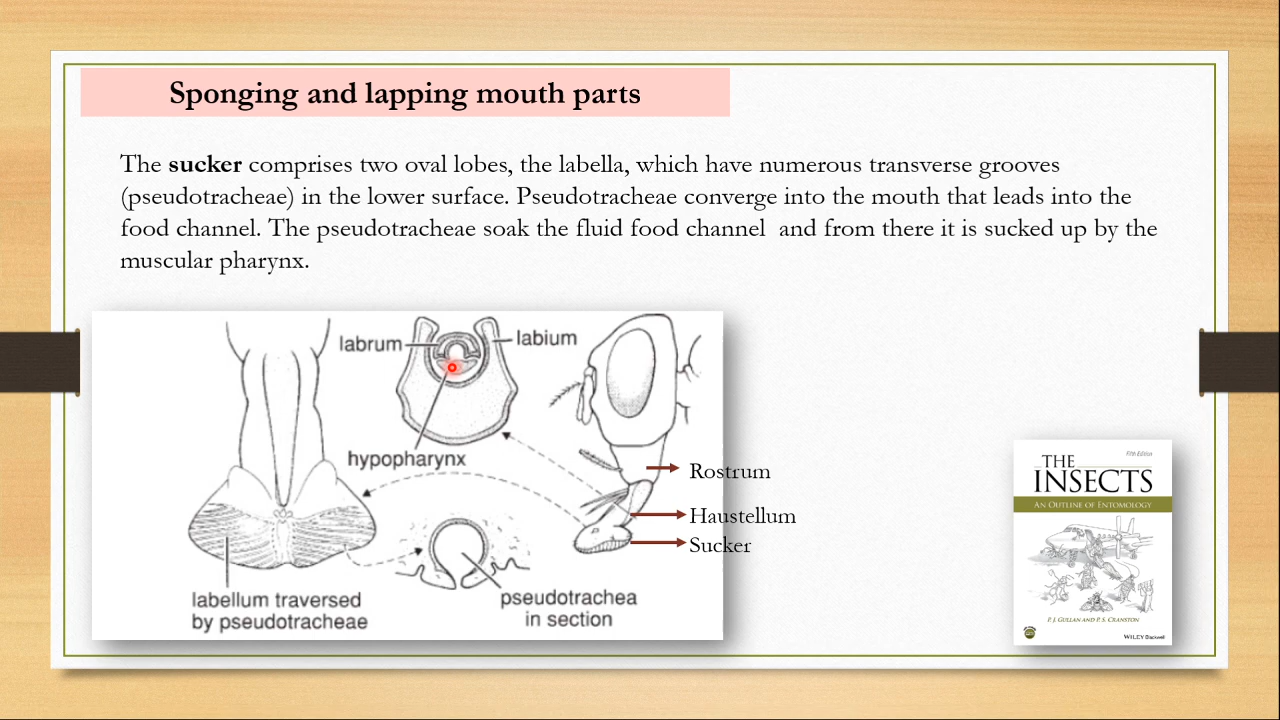 Sponging and lapping mouth parts
The sucker comprises two oval lobes, the labella, which have numerous transverse grooves
(pseudotracheae) in the lower surface. Pseudotracheae converge into the mouth that leads into the
food channel. The pseudotracheae soak the fluid food channel  and from there it is sucked up by the
muscular pharynx.
labrum
labium
hypopharynx
Rostrum
Haustellum
Sucker
labellum traversed
by pseudotracheae
pseudotrachea
in section
Fifth Edition
THE
INSECTS
AN OUTLINE OF ENTOMOLOGY
P. J. GULLAN AND P. S. CRANSTON
WILEY Blackwell